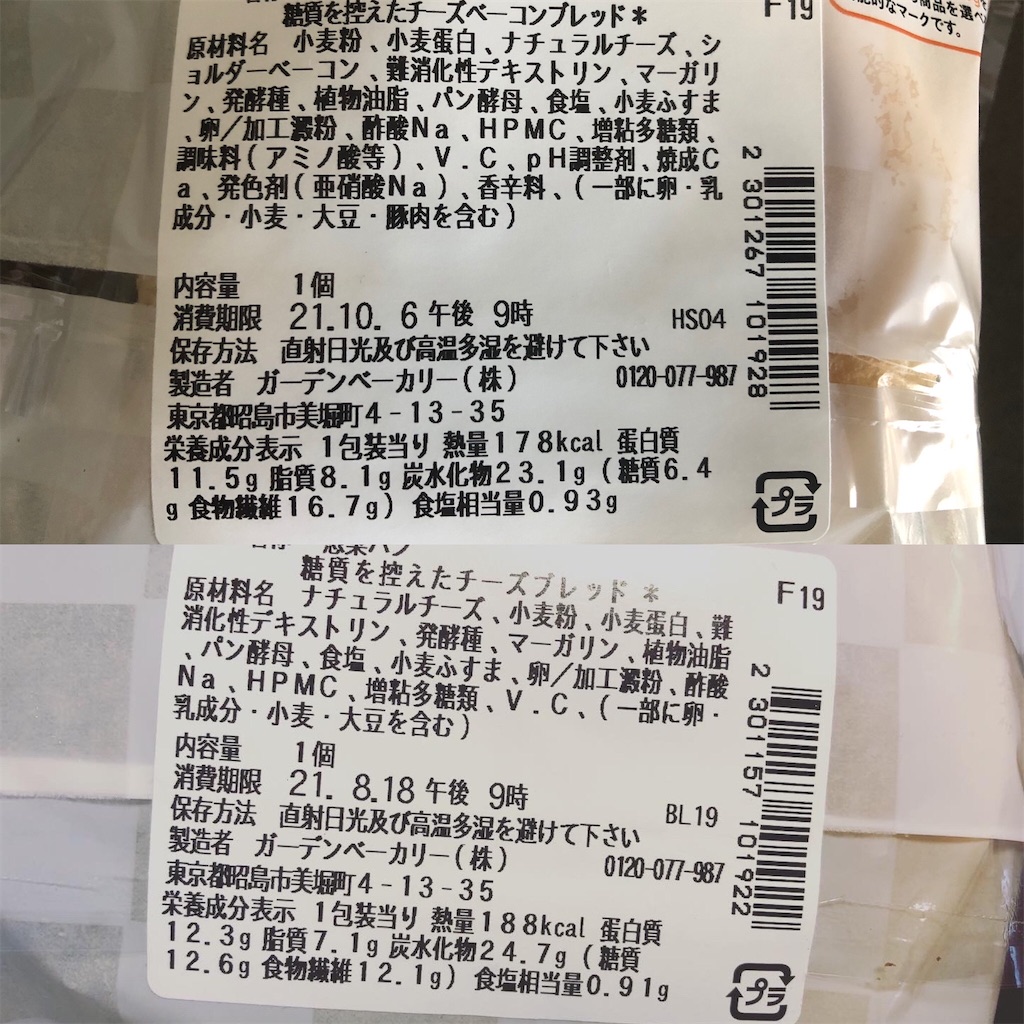 糖質を控えたチーズベーコンブレッド＊
F19
商品を選べ
なマークです。
原材料名 小麦粉、小麦蛋白、ナチュラルチーズ、シ
ョルダーベーコン、難消化性デキストリン、マーガリ
ン、発酵種、植物油脂、パン酵母、食塩、小麦ふすま
、卵／加工澱粉、酢酸Na、HPMC、増粘多糖類、
調味料(アミノ酸等)、V.C、pH調整剤、焼成C
a、発色剤(亜硝酸Na)、香辛料、(一部に卵・乳
成分・小麦・大豆・豚肉を含む)
2 301267 101928
内容量 1個
消費期限 21.10. 6 午後 9時 HS04
保存方法 直射日光及び高温多湿を避けて下さい
製造者 ガーデンベーカリー(株) 0120-077-987
東京都昭島市美堀町4-13-35
栄養成分表示 1包装当り 熱量178kcal 蛋白質
11.5g 脂質8.1g 炭水化物23.1g (糖質6.4
g 食物繊維16.7g) 食塩相当量0.93g
プラ
糖質を控えたチーズブレッド＊
F19
原材料名 ナチュラルチーズ、小麦粉、小麦蛋白、難
消化性デキストリン、発酵種、マーガリン、植物油脂
、パン酵母、食塩、小麦ふすま、卵／加工澱粉、酢酸
Na、HPMC、増粘多糖類、V.C、(一部に卵・
乳成分・小麦・大豆を含む)
2 301157 101922
内容量 1個
消費期限 21. 8.18 午後 9時 BL19
保存方法 直射日光及び高温多湿を避けて下さい
製造者 ガーデンベーカリー(株) 0120-077-987
東京都昭島市美堀町4-13-35
栄養成分表示 1包装当り 熱量188kcal 蛋白質
12.3g 脂質7.1g 炭水化物24.7g (糖質
12.6g 食物繊維12.1g) 食塩相当量0.91g
プラ